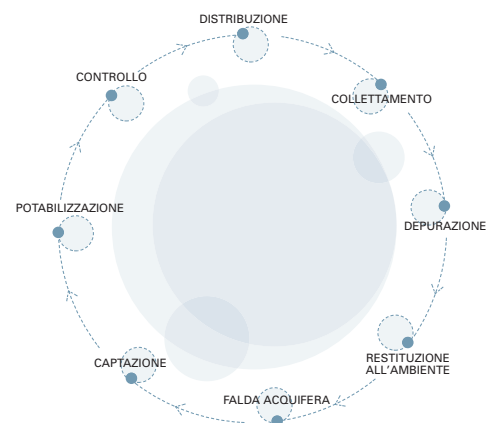 DISTRIBUZIONE
CONTROLLO
COLLETTAMENTO
POTABILIZZAZIONE
DEPURAZIONE
CAPTAZIONE
RESTITUZIONE
ALL'AMBIENTE
FALDA ACQUIFERA